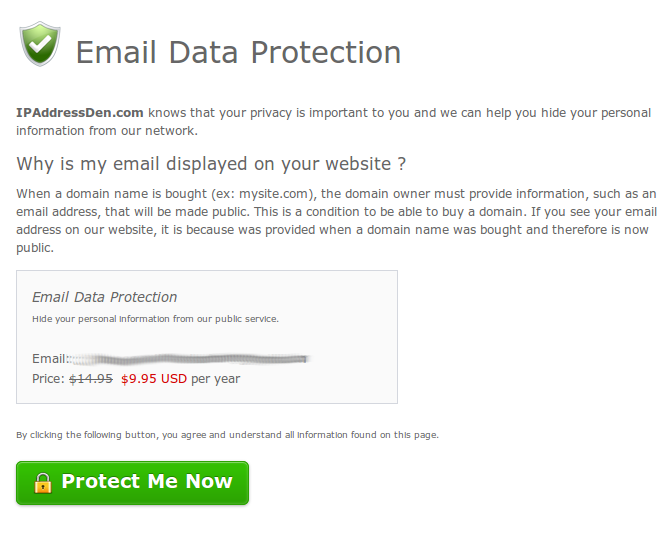 Email Data Protection
IPAddressDen.com knows that your privacy is important to you and we can help you hide your personal
information from our network.
Why is my email displayed on your website ?
When a domain name is bought (ex: mysite.com), the domain owner must provide information, such as an
email address, that will be made public. This is a condition to be able to buy a domain. If you see your email
address on our website, it is because was provided when a domain name was bought and therefore is now
public.
Email Data Protection
Hide your personal information from our public service.
Email:
Price: $14.95 $9.95 USD per year
By clicking the following button, you agree and understand all information found on this page.
Protect Me Now